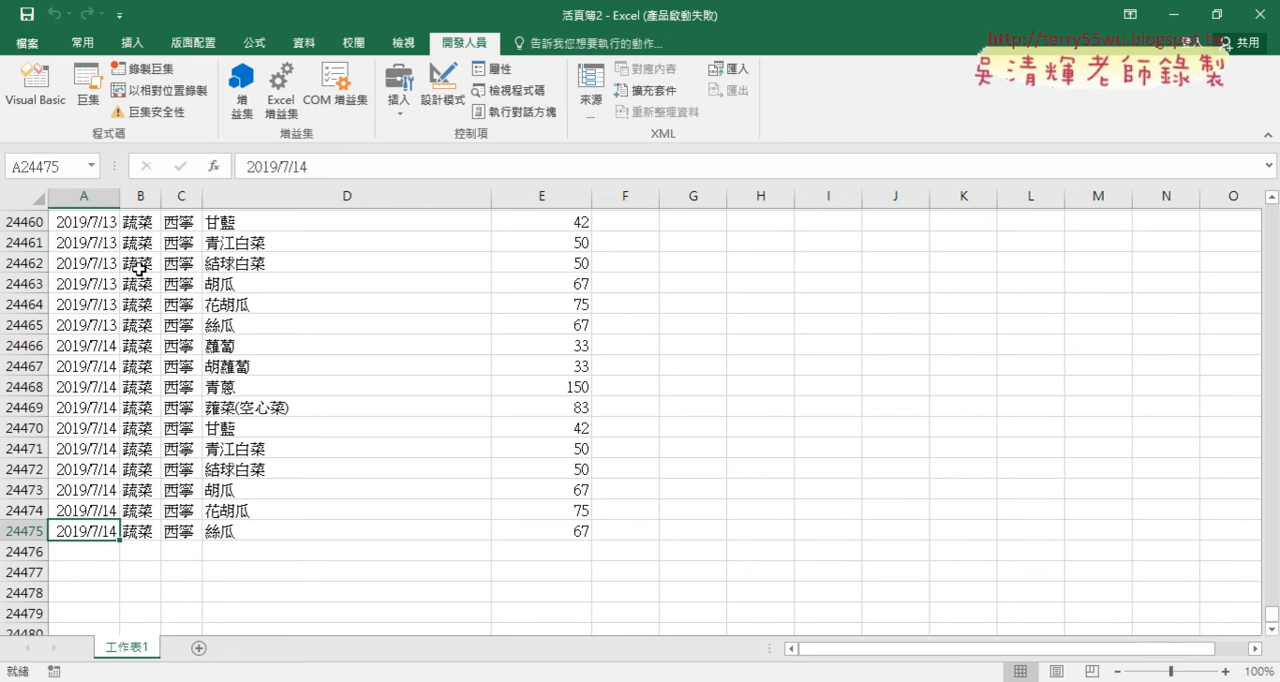 活頁簿2 - Excel (產品啟動失敗)
http://terry55wu.blogspot.tw
吳清輝老師錄製
檔案 常用 插入 版面配置 公式 資料 校閱 檢視 開發人員 告訴我您想要執行的動作... 共用
Visual Basic 巨集 錄製巨集 以相對位置錄製 巨集安全性 程式碼
增益集 Excel 增益集 COM 增益集 增益集
插入 設計模式 屬性 檢視程式碼 執行對話方塊 控制項
來源... 對應內容 擴充套件 重新整理資料 匯入 匯出 XML
A24475 fx 2019/7/14
A B C D E F G H I J K L M N O
24460 2019/7/13 蔬菜 西寧 甘藍 42
24461 2019/7/13 蔬菜 西寧 青江白菜 50
24462 2019/7/13 蔬菜 西寧 結球白菜 50
24463 2019/7/13 蔬菜 西寧 胡瓜 67
24464 2019/7/13 蔬菜 西寧 花胡瓜 75
24465 2019/7/13 蔬菜 西寧 絲瓜 67
24466 2019/7/14 蔬菜 西寧 蘿蔔 33
24467 2019/7/14 蔬菜 西寧 胡蘿蔔 33
24468 2019/7/14 蔬菜 西寧 青蔥 150
24469 2019/7/14 蔬菜 西寧 蕹菜(空心菜) 83
24470 2019/7/14 蔬菜 西寧 甘藍 42
24471 2019/7/14 蔬菜 西寧 青江白菜 50
24472 2019/7/14 蔬菜 西寧 結球白菜 50
24473 2019/7/14 蔬菜 西寧 胡瓜 67
24474 2019/7/14 蔬菜 西寧 花胡瓜 75
24475 2019/7/14 蔬菜 西寧 絲瓜 67
24476
24477
24478
24479
24480
工作表1
就緒 100%